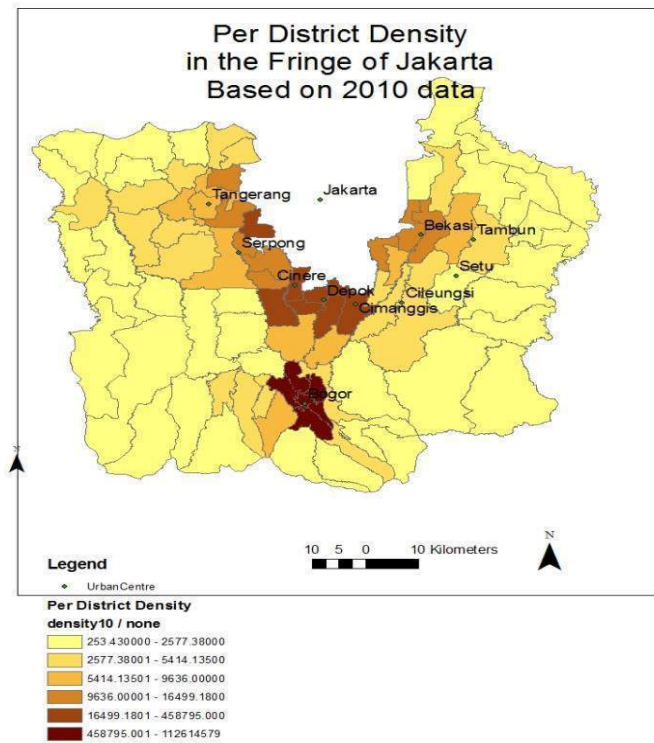 Per District Density
in the Fringe of Jakarta
Based on 2010 data
Jakarta
Tangerang
Bekasi
Tambun
Serpong
Setu
Cinere
Depok
Cileungsi
Cimanggis
Bogor
N
N
10 5 0 10 Kilometers
Legend
UrbanCentre
Per District Density
density10 / none
253.430000 - 2577.38000
2577.38001 - 5414.13500
5414.13501 - 9636.00000
9636.00001 - 16499.1800
16499.1801 - 458795.000
458795.001 - 112614579